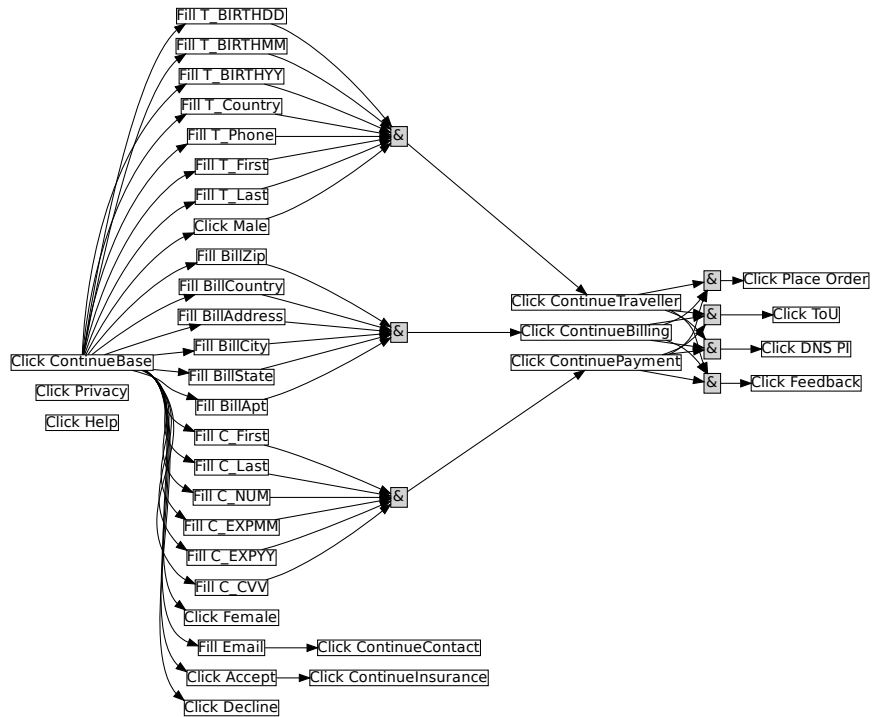 Fill T_BIRTHDD
Fill T_BIRTHMM
Fill T_BIRTHYY
Fill T_Country
Fill T_Phone
&
Fill T_First
Fill T_Last
Click Male
Fill BillZip
Fill BillCountry
Fill BillAddress
&
Fill BillCity
Fill BillState
Fill BillApt
Click ContinueBase
Click Privacy
Click Help
Fill C_First
Fill C_Last
Fill C_NUM
&
Fill C_EXPMM
Fill C_EXPYY
Fill C_CVV
Click Female
Fill Email
Click ContinueContact
Click Accept
Click ContinueInsurance
Click Decline
Click ContinueTraveller
Click ContinueBilling
Click ContinuePayment
&
Click Place Order
&
Click ToU
&
Click DNS PI
&
Click Feedback